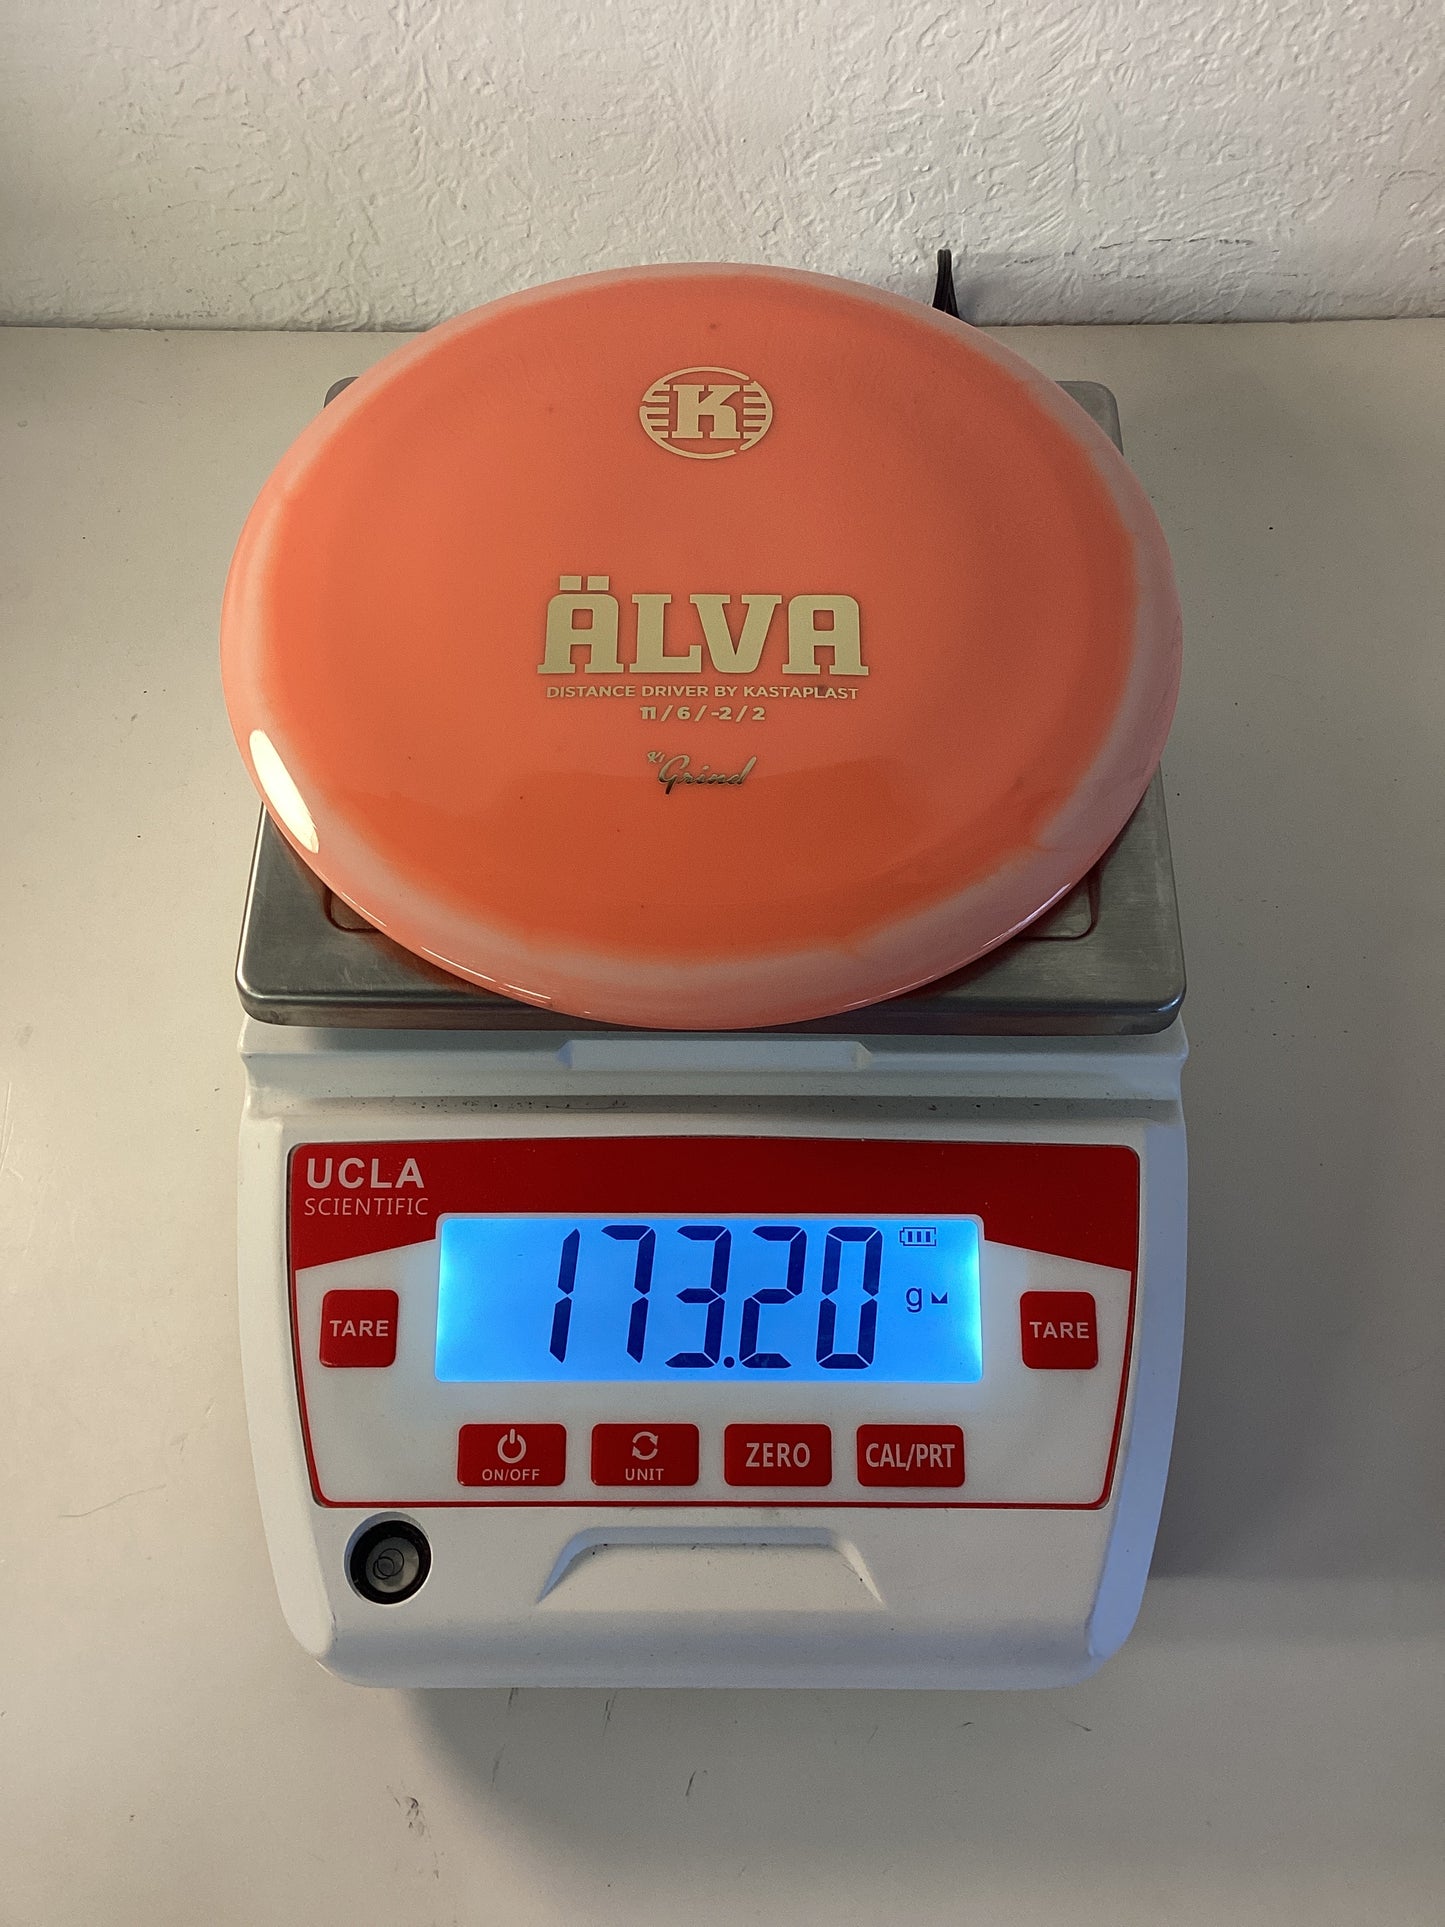 K
ÄLVA
DISTANCE DRIVER BY KASTAPLAST
11 / 6 / -2 / 2
K1 Grind
UCLA
SCIENTIFIC
173.20 g
TARE
TARE
ON/OFF
UNIT
ZERO
CAL/PRT